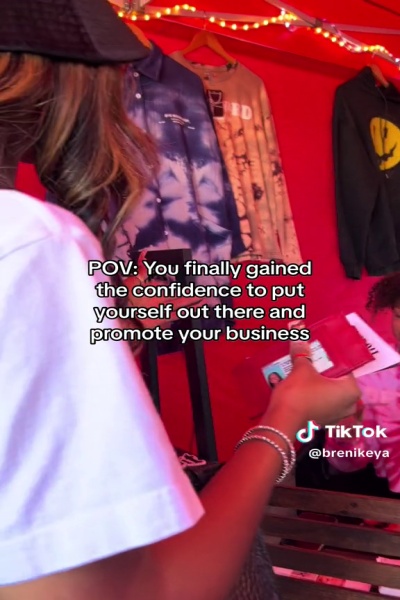 POV: You finally gained
the confidence to put
yourself out there and
promote your business
TikTok
@brenikeya